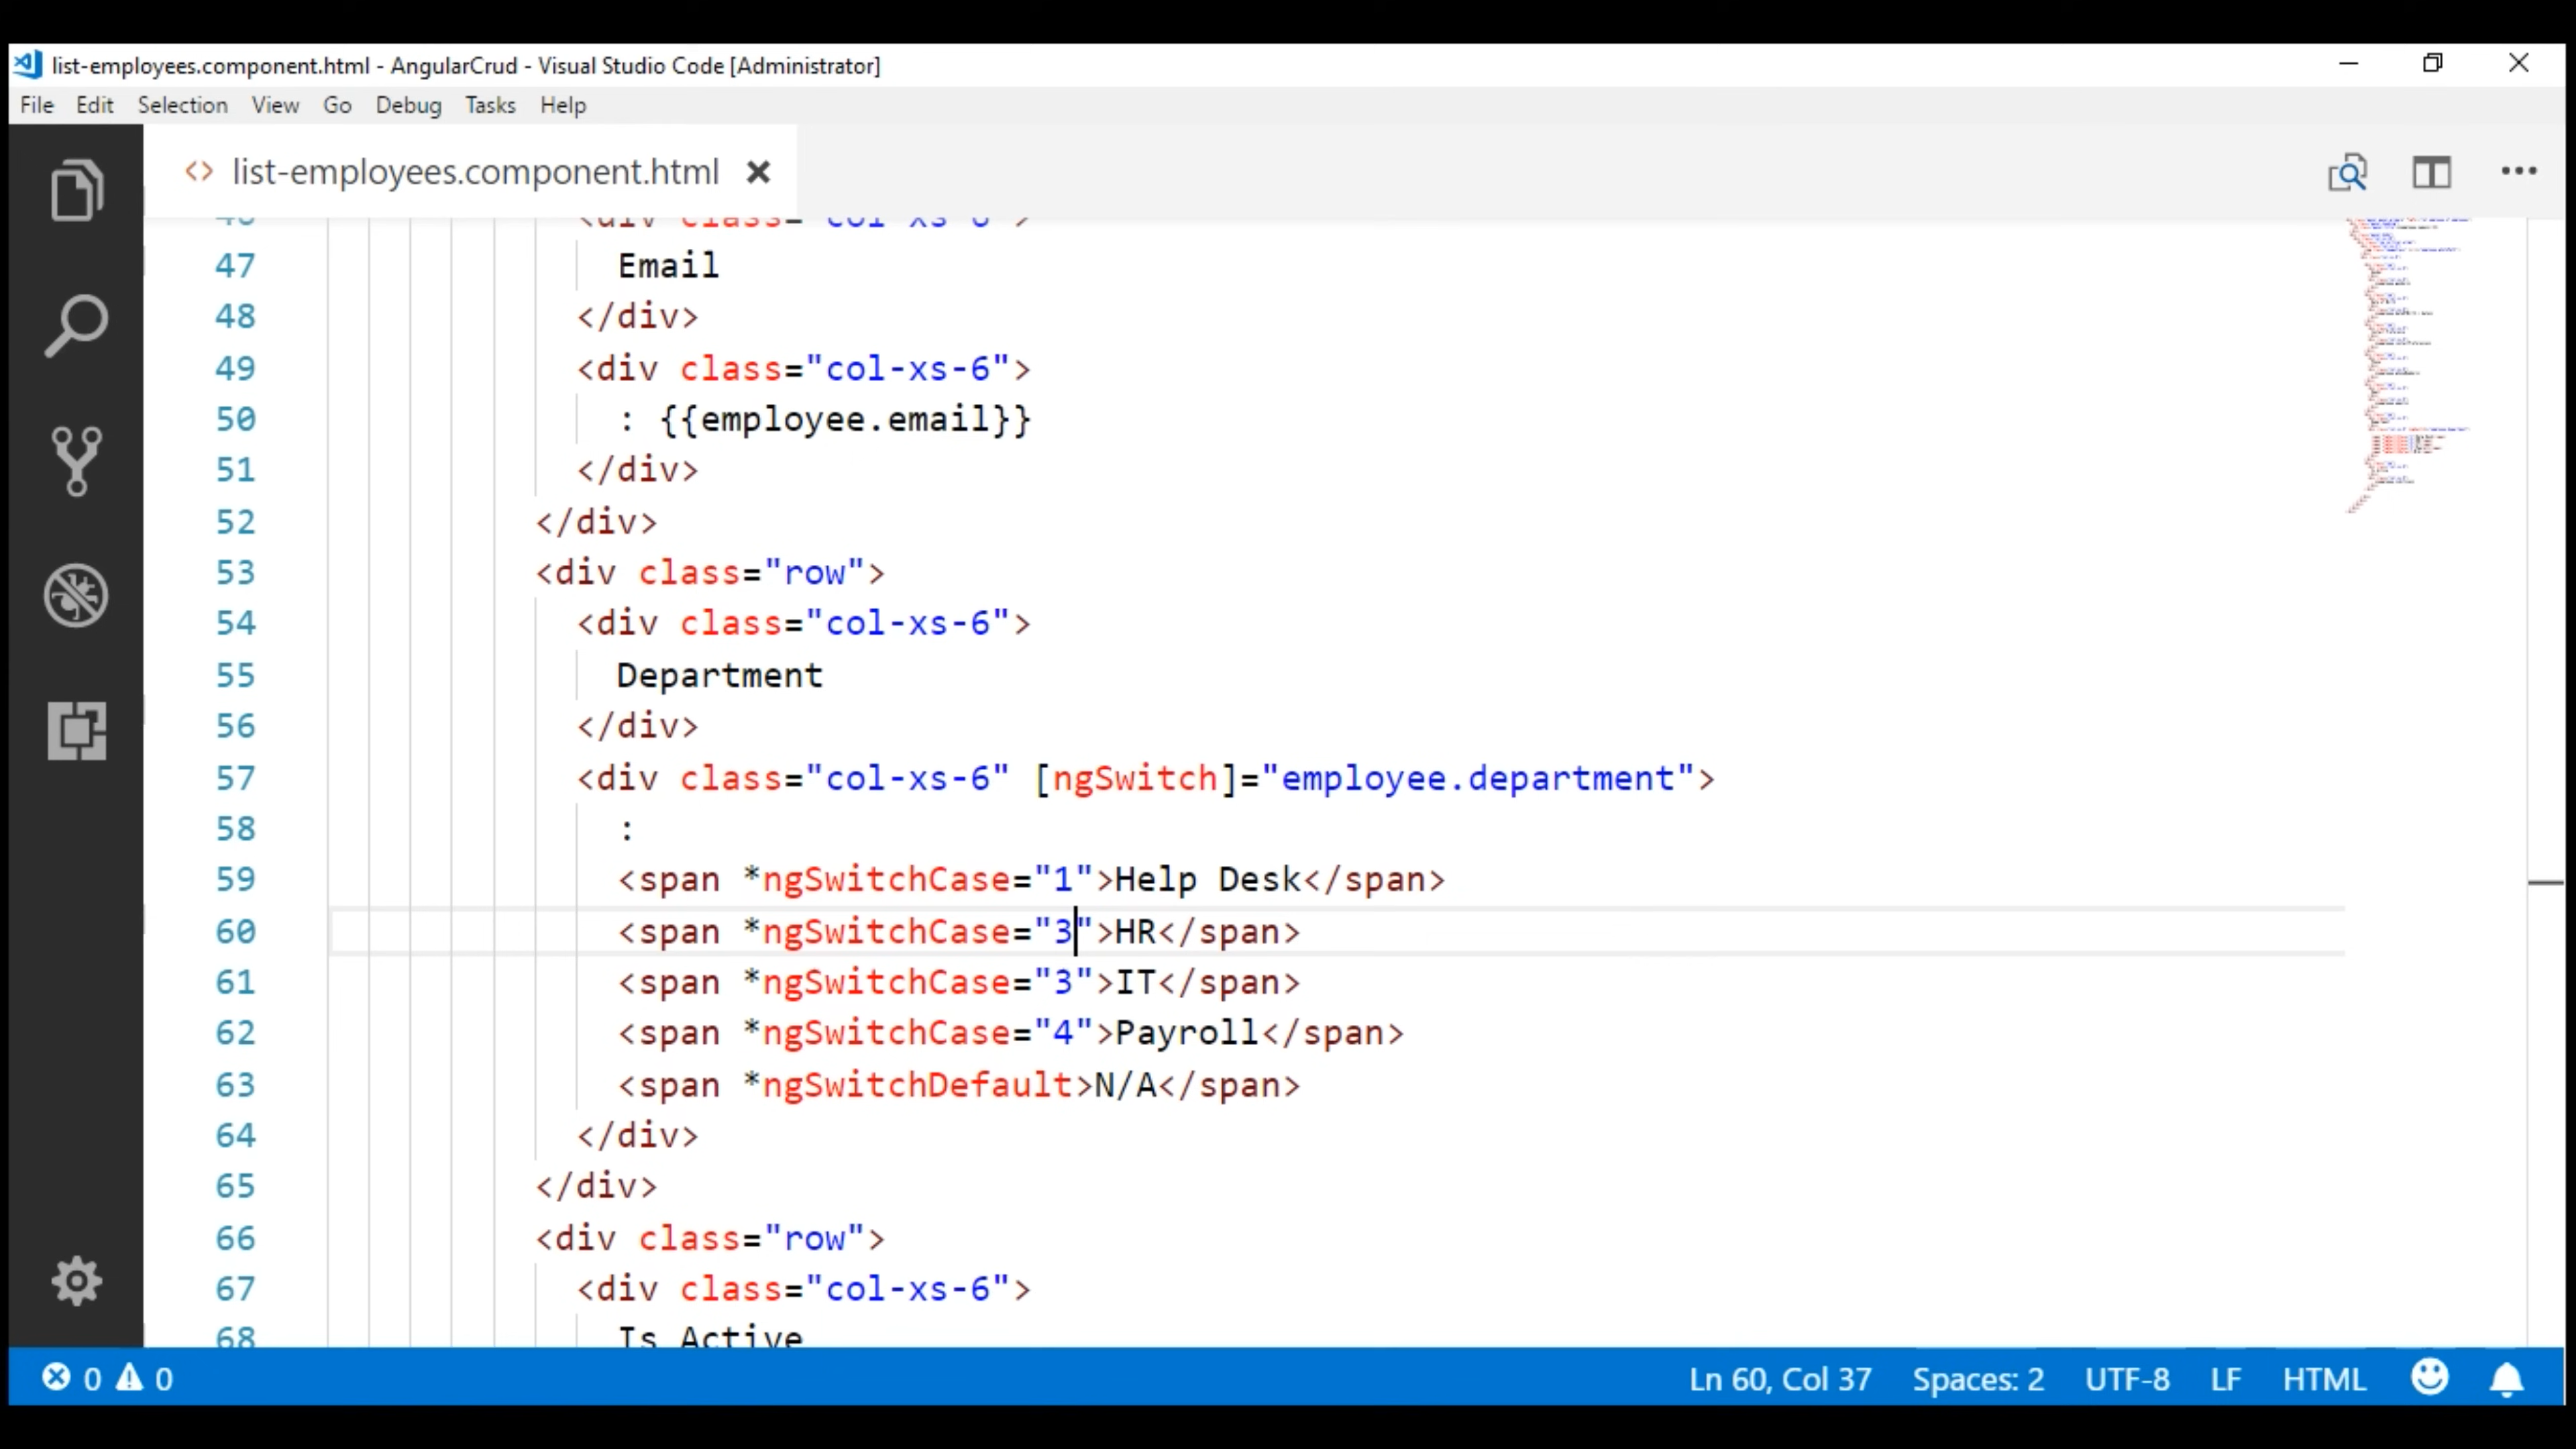 list-employees.component.html - AngularCrud - Visual Studio Code [Administrator]
File Edit Selection View Go Debug Tasks Help
<> list-employees.component.html
46 <div class="col-xs-6">
47 Email
48 </div>
49 <div class="col-xs-6">
50 : {{employee.email}}
51 </div>
52 </div>
53 <div class="row">
54 <div class="col-xs-6">
55 Department
56 </div>
57 <div class="col-xs-6" [ngSwitch]="employee.department">
58 :
59 <span *ngSwitchCase="1">Help Desk</span>
60 <span *ngSwitchCase="3">HR</span>
61 <span *ngSwitchCase="3">IT</span>
62 <span *ngSwitchCase="4">Payroll</span>
63 <span *ngSwitchDefault>N/A</span>
64 </div>
65 </div>
66 <div class="row">
67 <div class="col-xs-6">
68 Is Active
0 0 Ln 60, Col 37 Spaces: 2 UTF-8 LF HTML